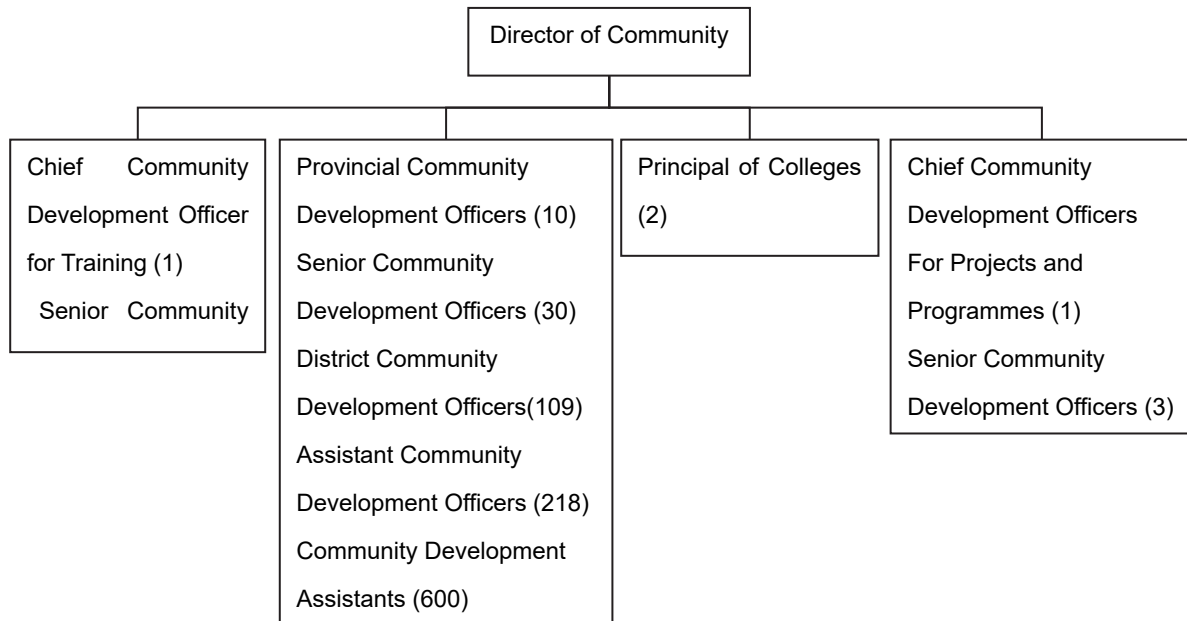 Director of Community
Chief Community
Development Officer
for Training (1)
Senior Community
Provincial Community
Development Officers (10)
Senior Community
Development Officers (30)
District Community
Development Officers(109)
Assistant Community
Development Officers (218)
Community Development
Assistants (600)
Principal of Colleges
(2)
Chief Community
Development Officers
For Projects and
Programmes (1)
Senior Community
Development Officers (3)